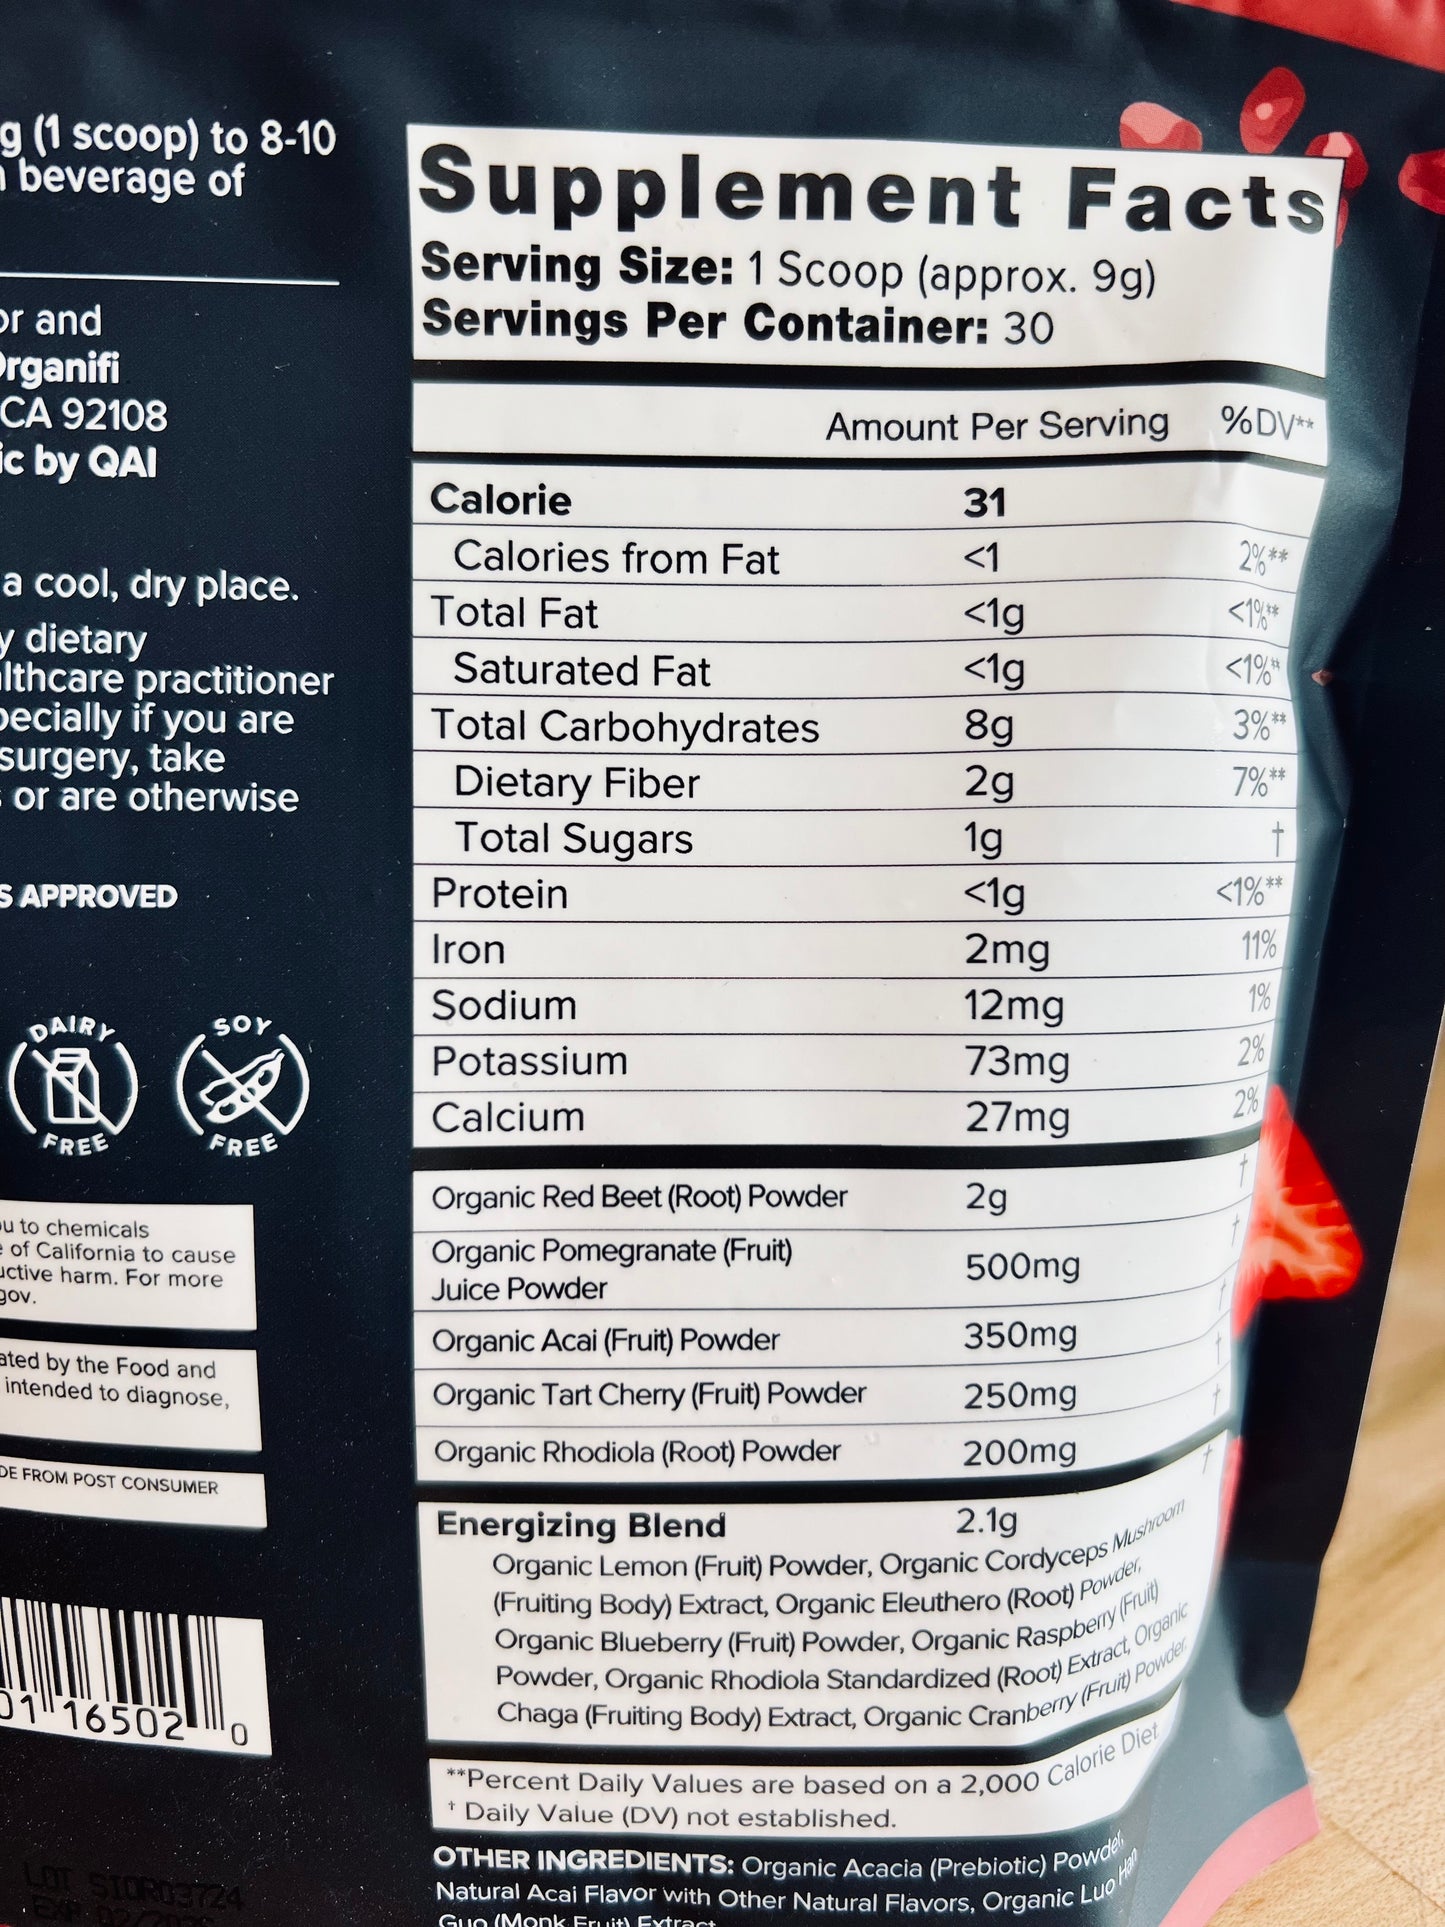 g (1 scoop) to 8-10
beverage of
or and
Organifi
CA 92108
ic by QAI
a cool, dry place.
y dietary
althcare practitioner
pecially if you are
surgery, take
or are otherwise
S APPROVED
DAIRY
FREE
SOY
FREE
u to chemicals
of California to cause
uctive harm. For more
gov.
ated by the Food and
intended to diagnose,
DE FROM POST CONSUMER
01 16502 0
LOT STORO3724
EXP
Supplement Facts
Serving Size: 1 Scoop (approx. 9g)
Servings Per Container: 30
Amount Per Serving %DV**
Calorie 31
Calories from Fat <1 2%**
Total Fat <1g <1%**
Saturated Fat <1g <1%**
Total Carbohydrates 8g 3%**
Dietary Fiber 2g 7%**
Total Sugars 1g †
Protein <1g <1%**
Iron 2mg 11%
Sodium 12mg 1%
Potassium 73mg 2%
Calcium 27mg 2%
Organic Red Beet (Root) Powder 2g †
Organic Pomegranate (Fruit)
Juice Powder 500mg †
Organic Acai (Fruit) Powder 350mg †
Organic Tart Cherry (Fruit) Powder 250mg †
Organic Rhodiola (Root) Powder 200mg †
Energizing Blend 2.1g †
Organic Lemon (Fruit) Powder, Organic Cordyceps Mushroom
(Fruiting Body) Extract, Organic Eleuthero (Root) Powder,
Organic Blueberry (Fruit) Powder, Organic Raspberry (Fruit)
Powder, Organic Rhodiola Standardized (Root) Extract, Organic
Chaga (Fruiting Body) Extract, Organic Cranberry (Fruit) Powder,
**Percent Daily Values are based on a 2,000 Calorie Diet
† Daily Value (DV) not established.
OTHER INGREDIENTS: Organic Acacia (Prebiotic) Powder,
Natural Acai Flavor with Other Natural Flavors, Organic Luo Han
Guo (Monk Fruit) Extract